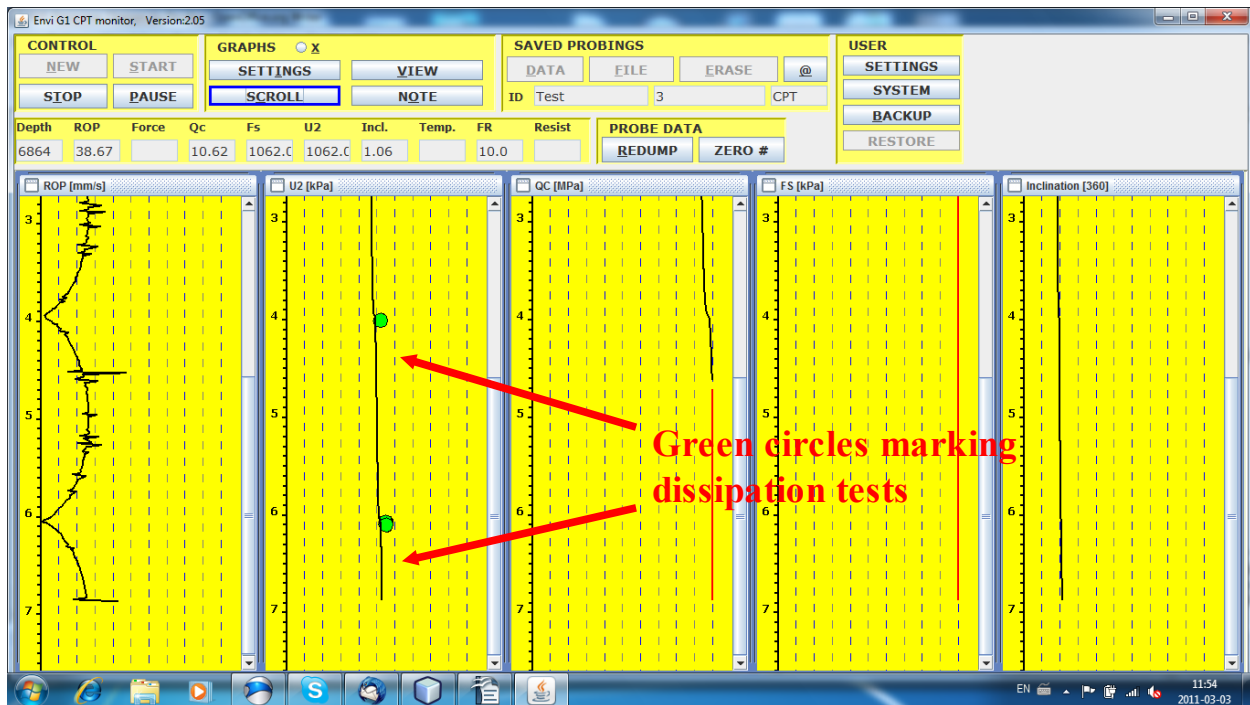 Envi G1 CPT monitor, Version:2.05
CONTROL
NEW START
STOP PAUSE
GRAPHS X
SETTINGS VIEW
SCROLL NOTE
SAVED PROBINGS
DATA FILE ERASE @
ID Test 3 CPT
USER
SETTINGS
SYSTEM
BACKUP
RESTORE
Depth ROP Force Qc Fs U2 Incl. Temp. FR Resist
6864 38.67 10.62 1062.0 1062.0 1.06 10.0
PROBE DATA
REDUMP ZERO #
ROP [mm/s]
3
4
5
6
7
U2 [kPa]
3
4
5
6
7
QC [MPa]
3
4
5
6
7
FS [kPa]
3
4
5
6
7
Inclination [360]
3
4
5
6
7
Green circles marking
dissipation tests
EN
11:54
2011-03-03